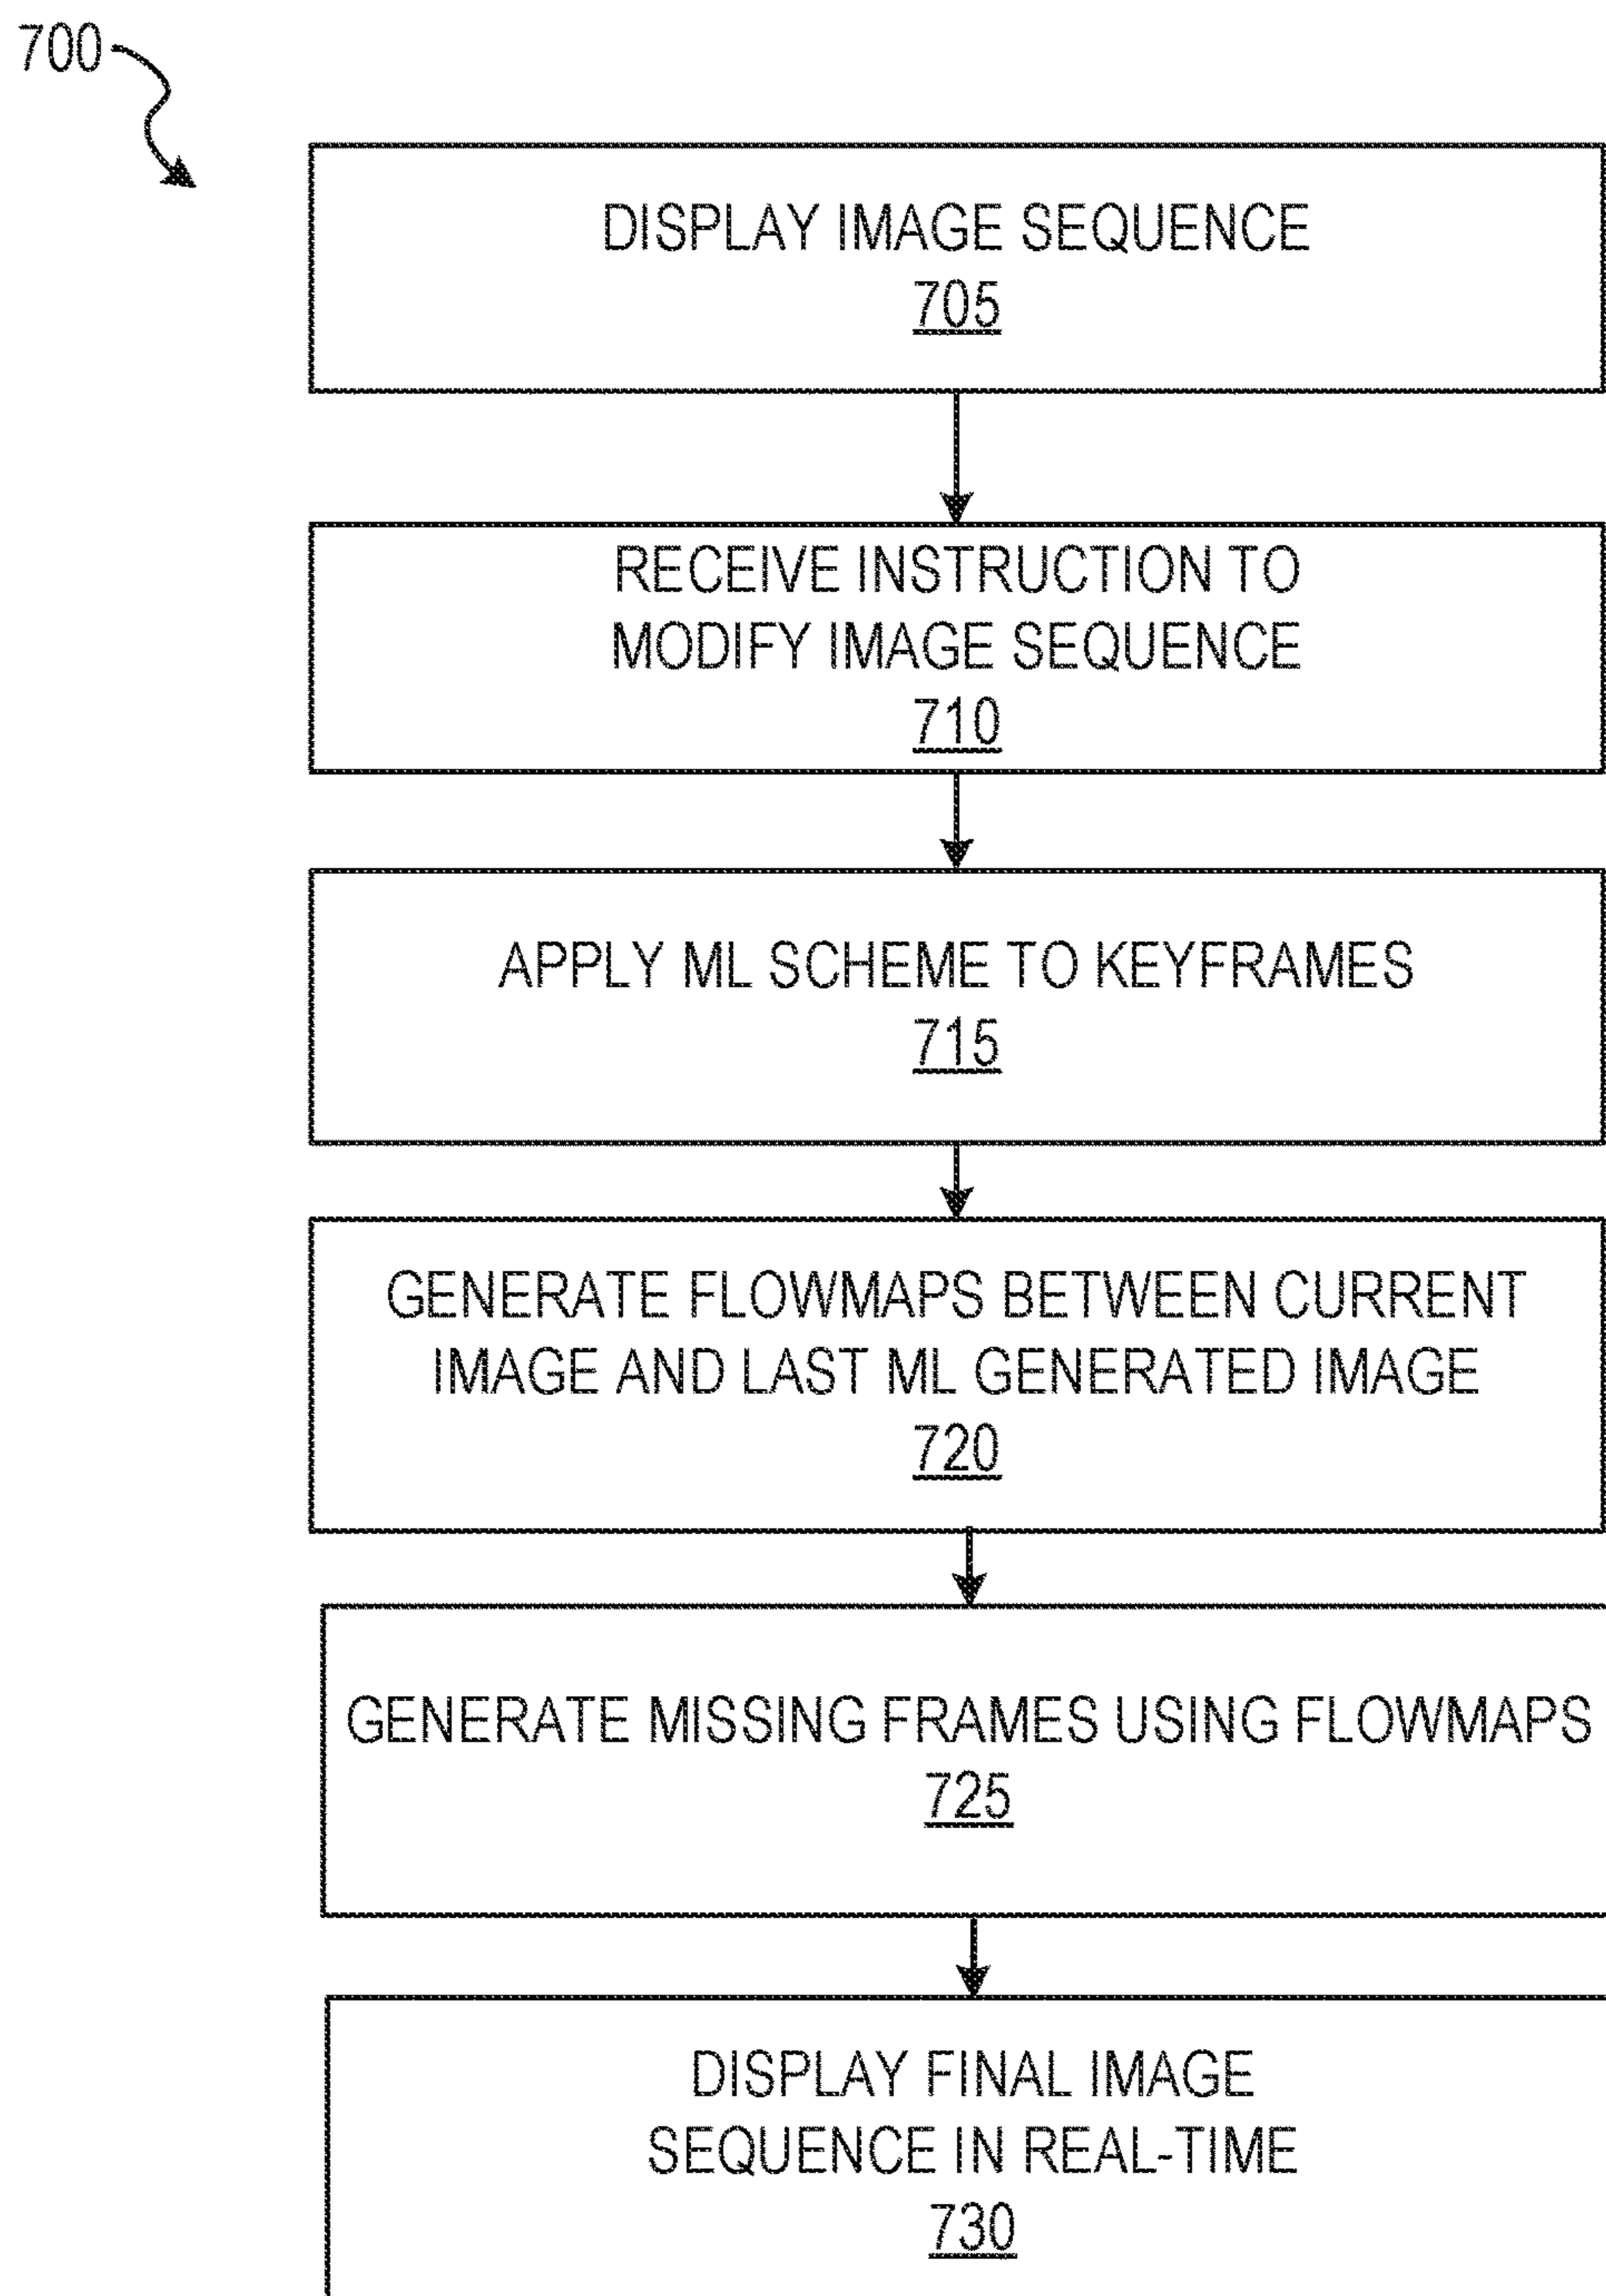 700
DISPLAY IMAGE SEQUENCE
705
RECEIVE INSTRUCTION TO
MODIFY IMAGE SEQUENCE
710
APPLY ML SCHEME TO KEYFRAMES
715
GENERATE FLOWMAPS BETWEEN CURRENT
IMAGE AND LAST ML GENERATED IMAGE
720
GENERATE MISSING FRAMES USING FLOWMAPS
725
DISPLAY FINAL IMAGE
SEQUENCE IN REAL-TIME
730